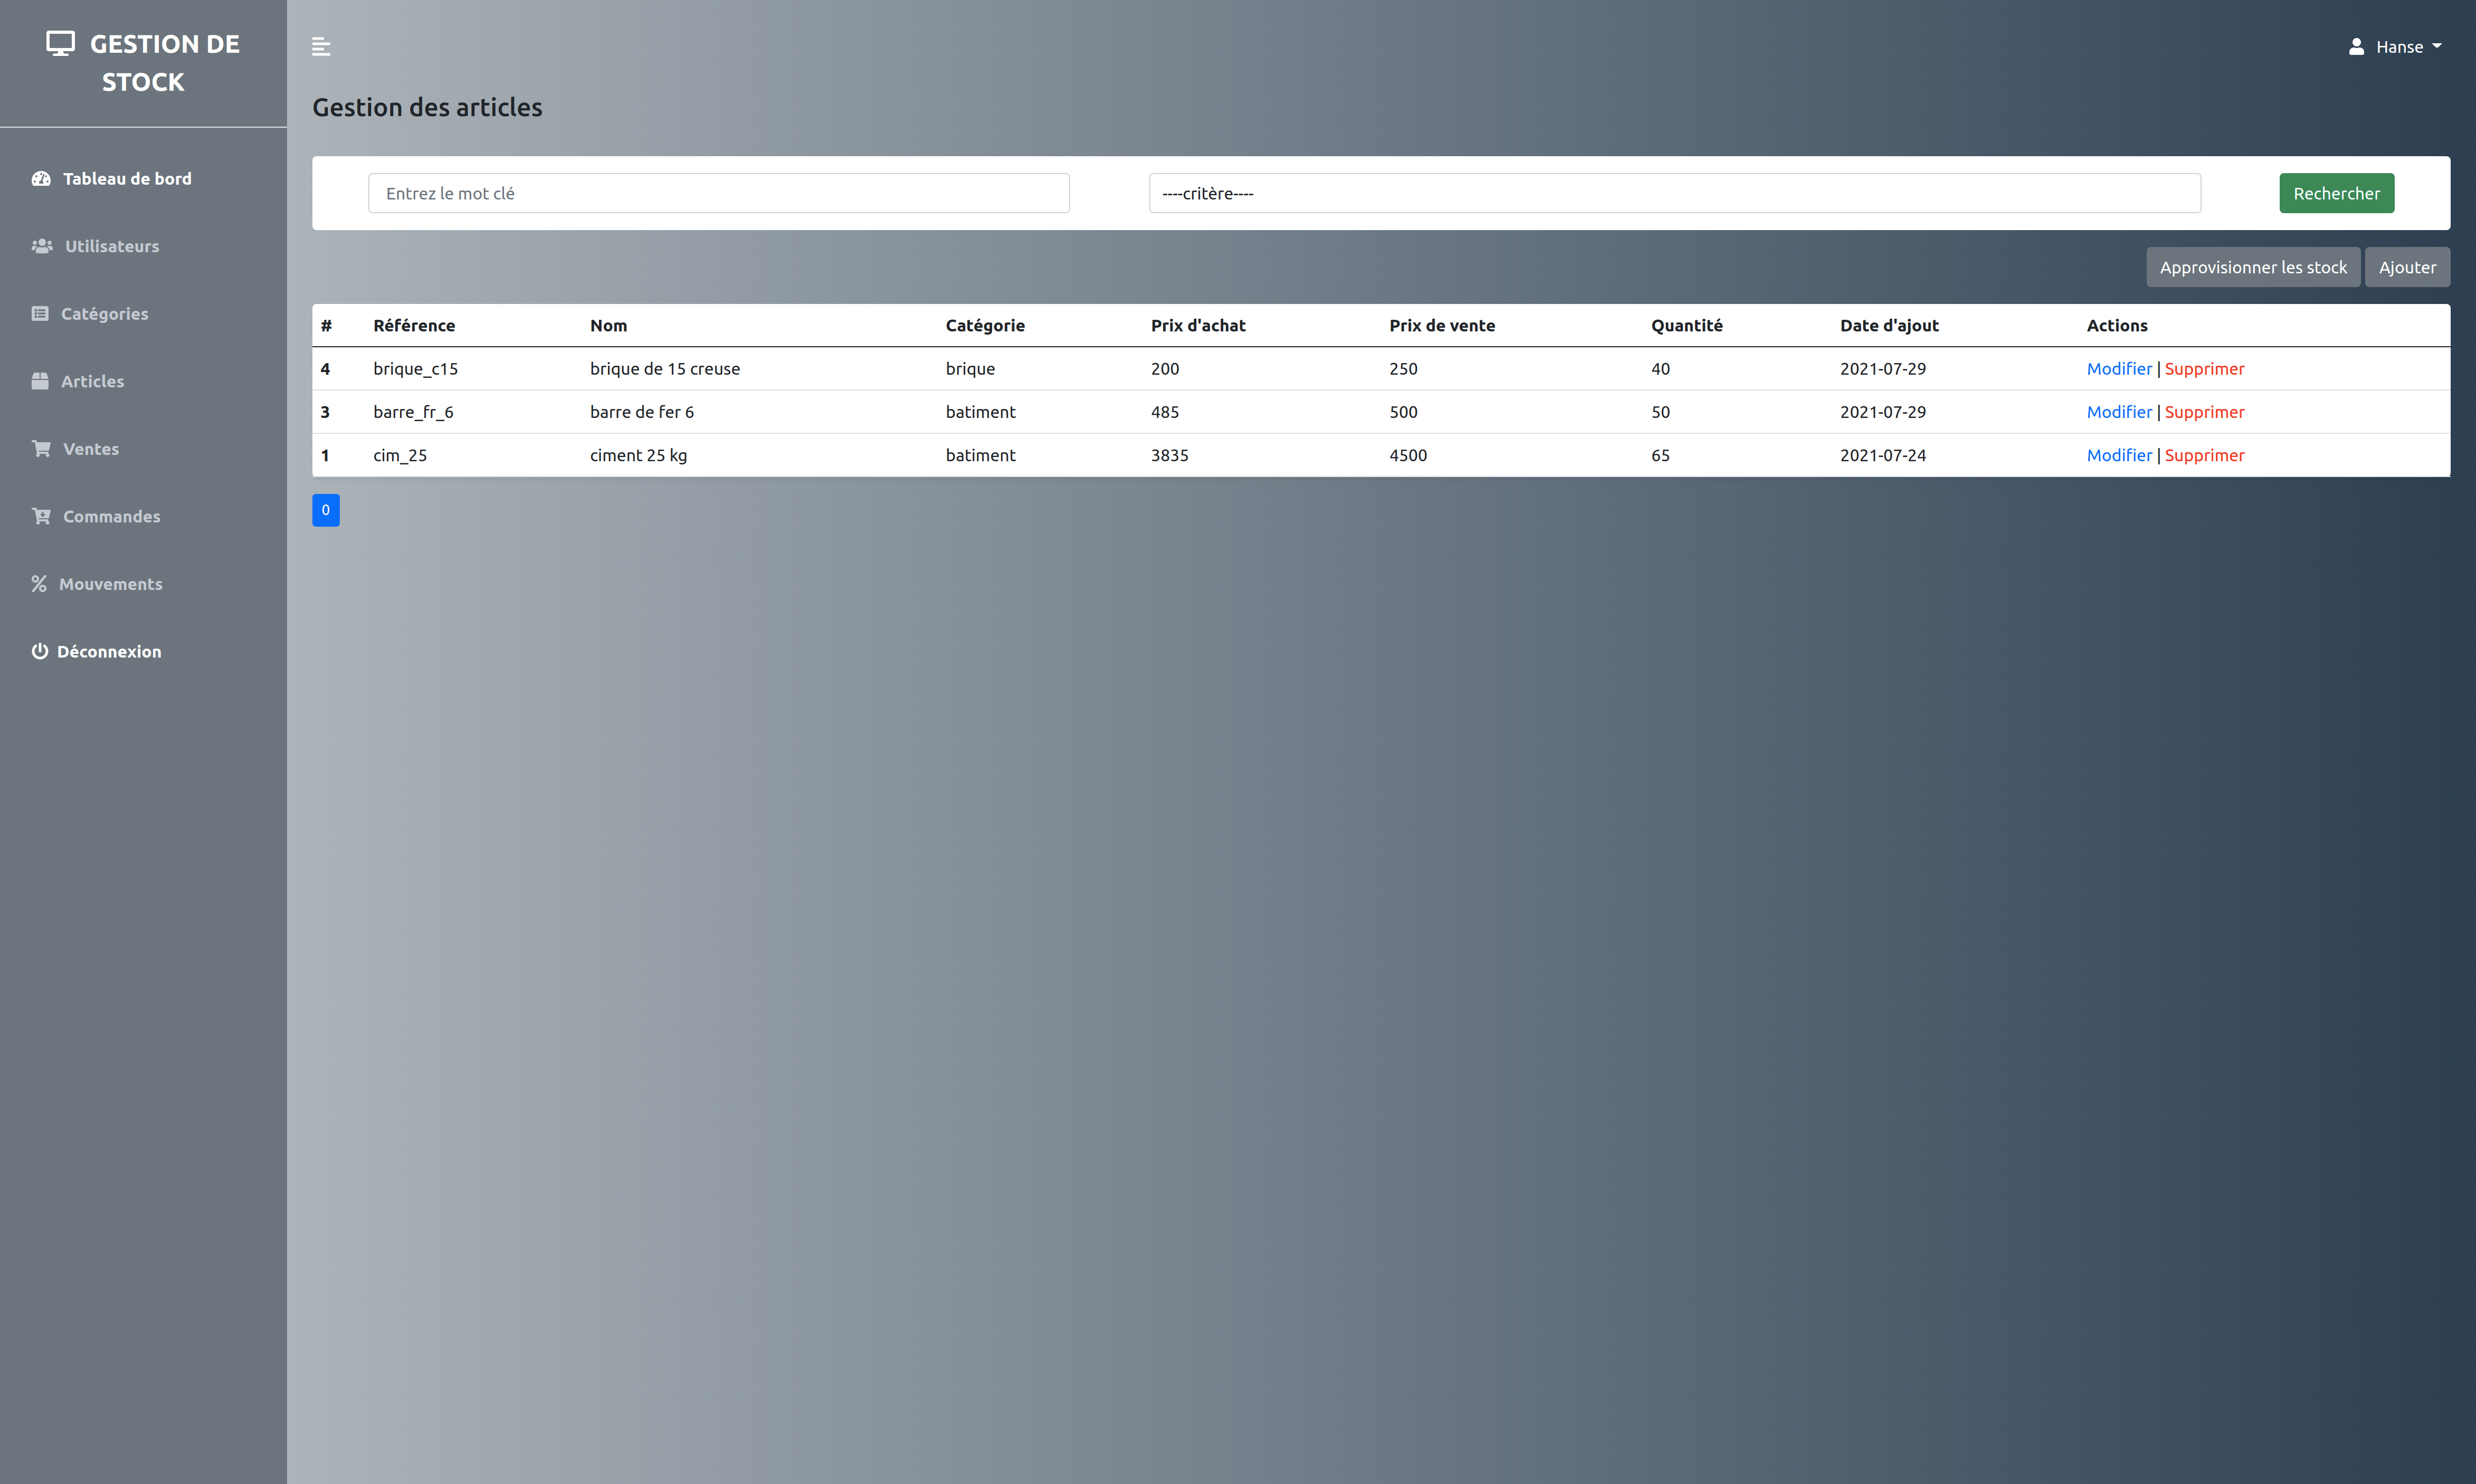 GESTION DE
STOCK
Hanse
Tableau de bord
Utilisateurs
Catégories
Articles
Ventes
Commandes
Mouvements
Déconnexion
Gestion des articles
Entrez le mot clé ----critère---- Rechercher
Approvisionner les stock Ajouter
# Référence Nom Catégorie Prix d'achat Prix de vente Quantité Date d'ajout Actions
4 brique_c15 brique de 15 creuse brique 200 250 40 2021-07-29 Modifier | Supprimer
3 barre_fr_6 barre de fer 6 batiment 485 500 50 2021-07-29 Modifier | Supprimer
1 cim_25 ciment 25 kg batiment 3835 4500 65 2021-07-24 Modifier | Supprimer
0